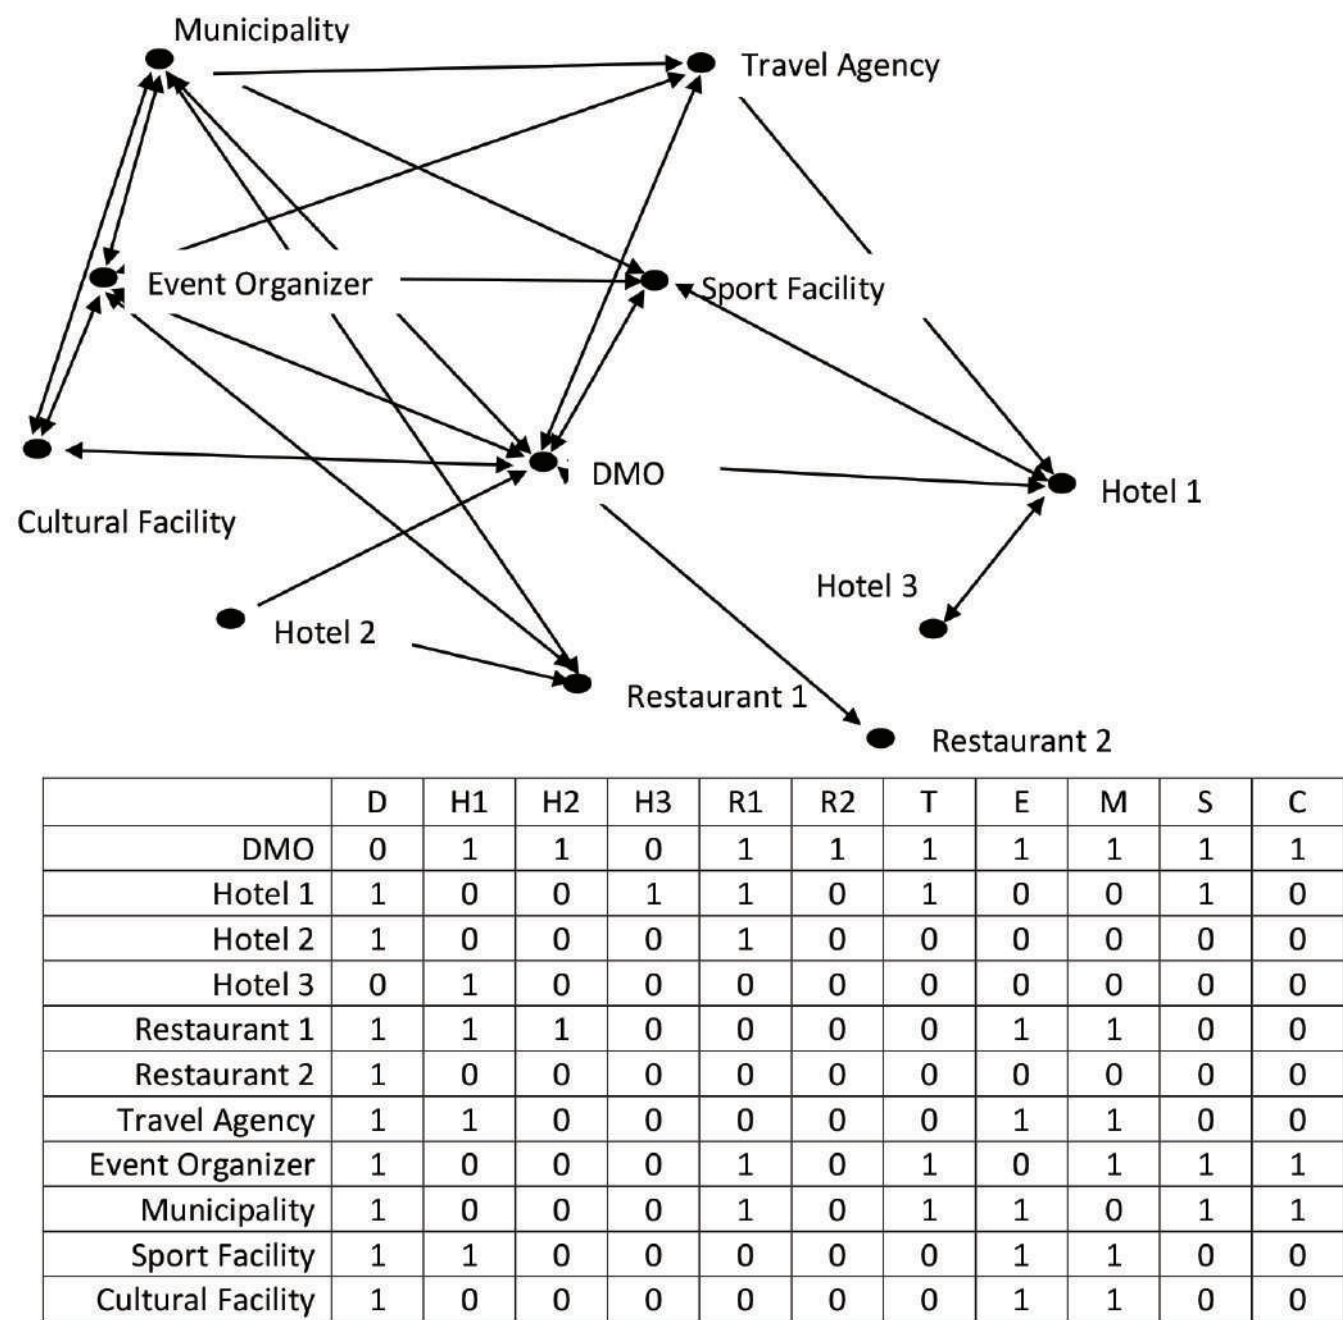 Municipality
Travel Agency
Event Organizer
Sport Facility
DMO
Hotel 1
Cultural Facility
Hotel 3
Hotel 2
Restaurant 1
Restaurant 2
D H1 H2 H3 R1 R2 T E M S C
DMO 0 1 1 0 1 1 1 1 1 1 1
Hotel 1 1 0 0 1 1 0 1 0 0 1 0
Hotel 2 1 0 0 0 1 0 0 0 0 0 0
Hotel 3 0 1 0 0 0 0 0 0 0 0 0
Restaurant 1 1 1 1 0 0 0 0 1 1 0 0
Restaurant 2 1 0 0 0 0 0 0 0 0 0 0
Travel Agency 1 1 0 0 0 0 0 1 1 0 0
Event Organizer 1 0 0 0 1 0 1 0 1 1 1
Municipality 1 0 0 0 1 0 1 1 0 1 1
Sport Facility 1 1 0 0 0 0 0 1 1 0 0
Cultural Facility 1 0 0 0 0 0 0 1 1 0 0